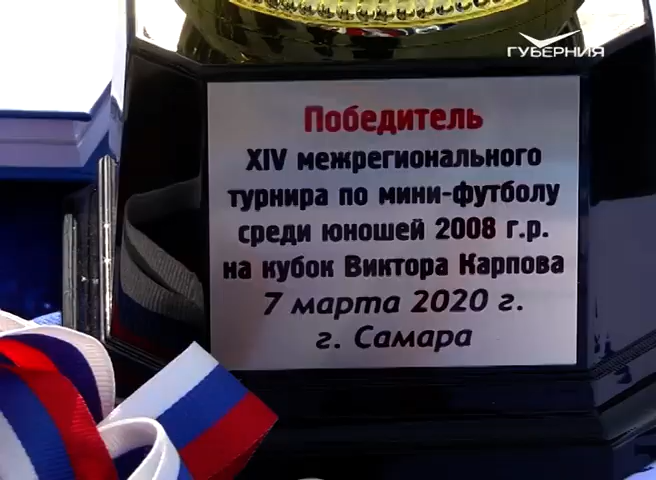 ГУБЕРНИЯ
Победитель
XIV межрегионального
турнира по мини-футболу
среди юношей 2008 г.р.
на кубок Виктора Карпова
7 марта 2020 г.
г. Самара